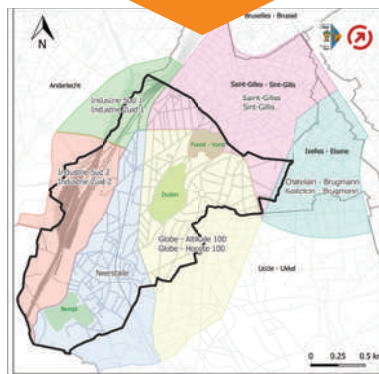 Bruxelles - Brussel
N
Anderlecht
Saint-Gilles - Sint-Gillis
Industrie Sud 1
Industrie Zuid 1
Saint-Gilles
Sint-Gillis
Forest - Vorst
Ixelles - Elsene
Industrie Sud 2
Industrie Zuid 2
Châtelain - Brugmann
Kastelein - Brugmann
Duden
Globe - Altitude 100
Globe - Hoogte 100
Neerstalle
Uccle - Ukkel
Bempt
0 0.25 0.5 k